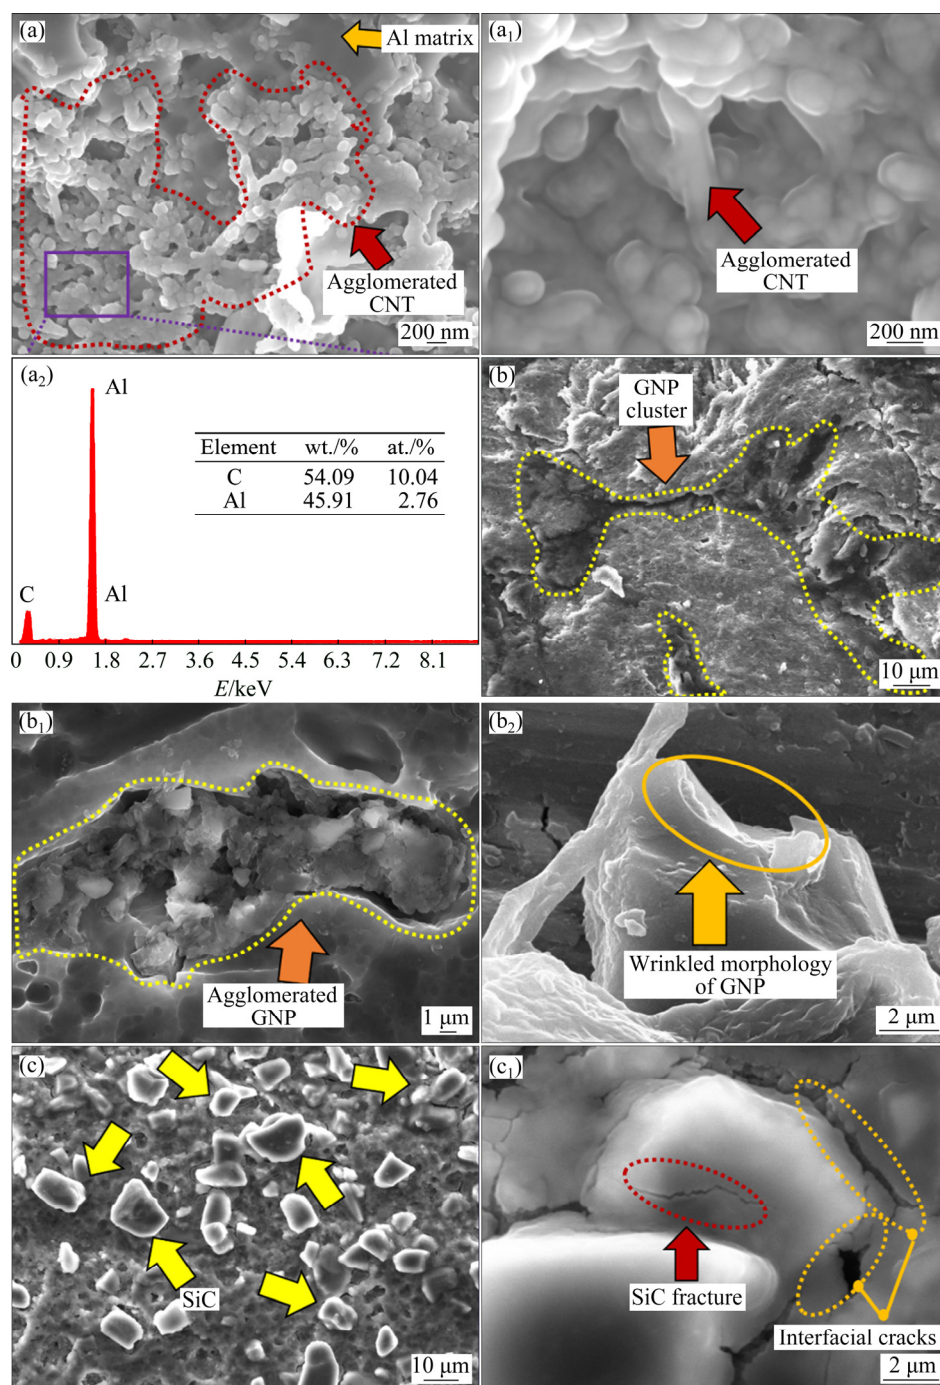 (a)
Al matrix
Agglomerated
CNT
200 nm
(a₁)
Agglomerated
CNT
200 nm
(a₂)
Al
Element wt./% at./%
C 54.09 10.04
Al 45.91 2.76
C
Al
0 0.9 1.8 2.7 3.6 4.5 5.4 6.3 7.2 8.1
E/keV
(b)
GNP
cluster
10 μm
(b₁)
Agglomerated
GNP
1 μm
(b₂)
Wrinkled morphology
of GNP
2 μm
(c)
SiC
10 μm
(c₁)
SiC fracture
Interfacial cracks
2 μm